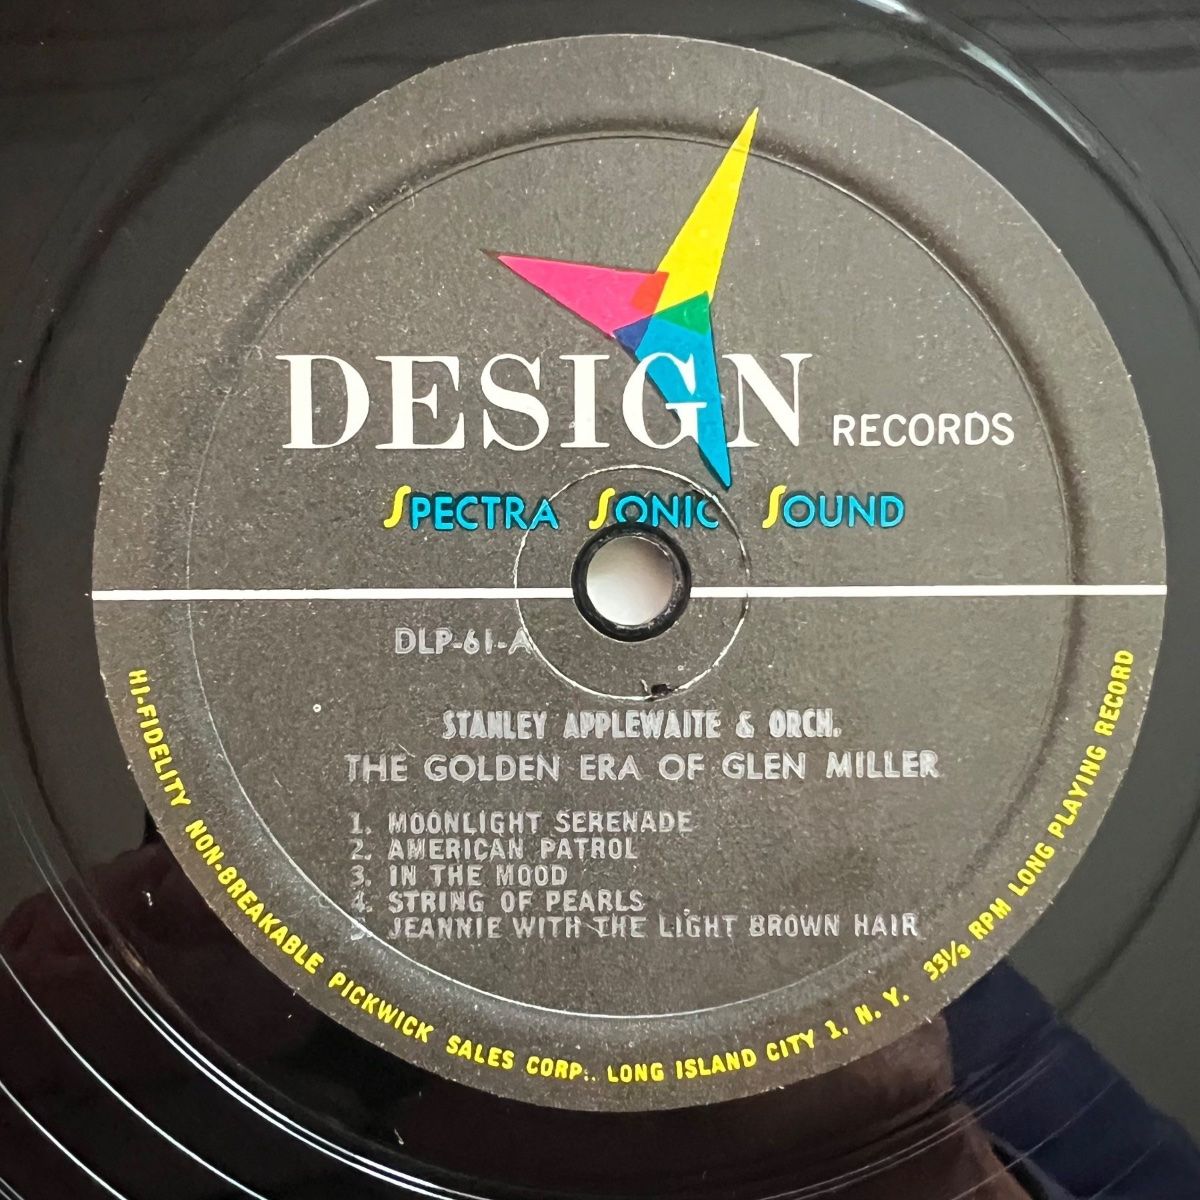 DESIGN RECORDS
SPECTRA SONIC SOUND
DLP-61-A
STANLEY APPLEWAITE & ORCH.
THE GOLDEN ERA OF GLEN MILLER
1. MOONLIGHT SERENADE
2. AMERICAN PATROL
3. IN THE MOOD
4. STRING OF PEARLS
5 JEANNIE WITH THE LIGHT BROWN HAIR
HI-FIDELITY NON-BREAKABLE PICKWICK SALES CORP.. LONG ISLAND CITY 1. N. Y. 33⅓ RPM LONG PLAYING RECORD